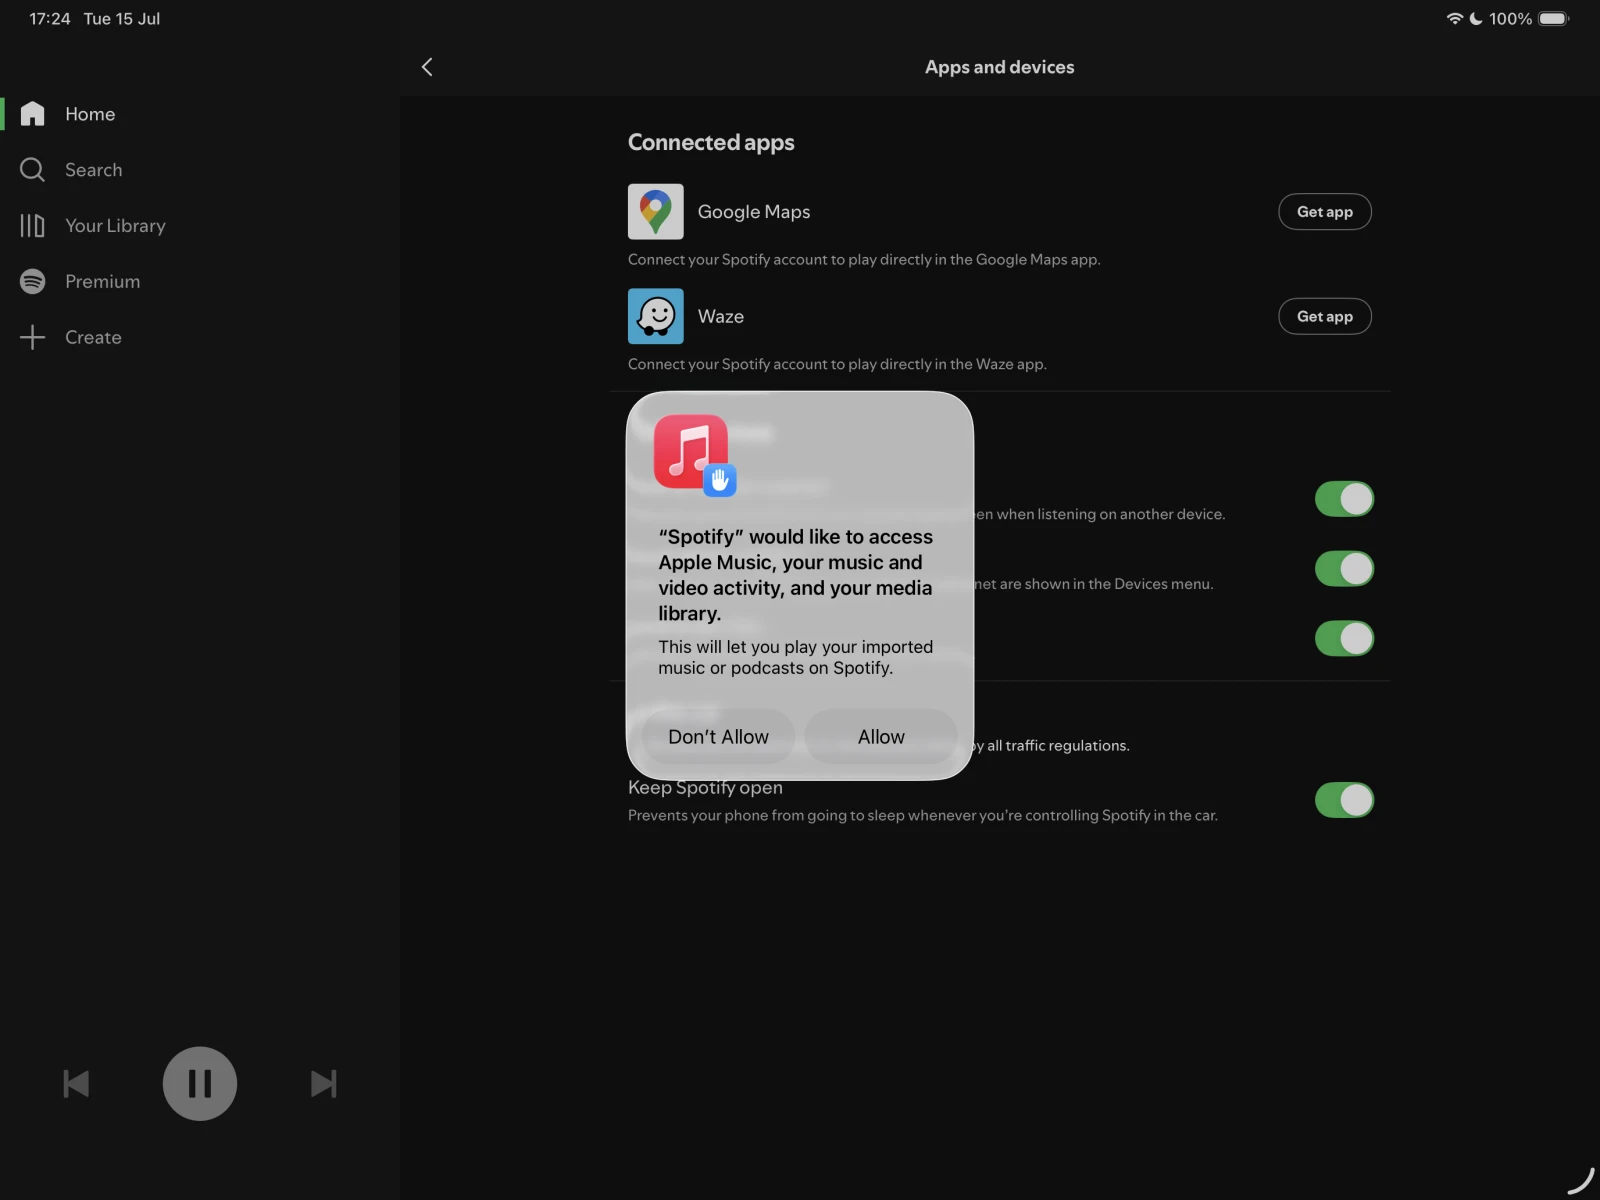 17:24 Tue 15 Jul
100%
Home
Search
Your Library
Premium
Create
Apps and devices
Connected apps
Google Maps
Get app
Connect your Spotify account to play directly in the Google Maps app.
Waze
Get app
Connect your Spotify account to play directly in the Waze app.
when listening on another device.
are shown in the Devices menu.
“Spotify” would like to access
Apple Music, your music and
video activity, and your media
library.
This will let you play your imported
music or podcasts on Spotify.
Don’t Allow
Allow
all traffic regulations.
Keep Spotify open
Prevents your phone from going to sleep whenever you’re controlling Spotify in the car.